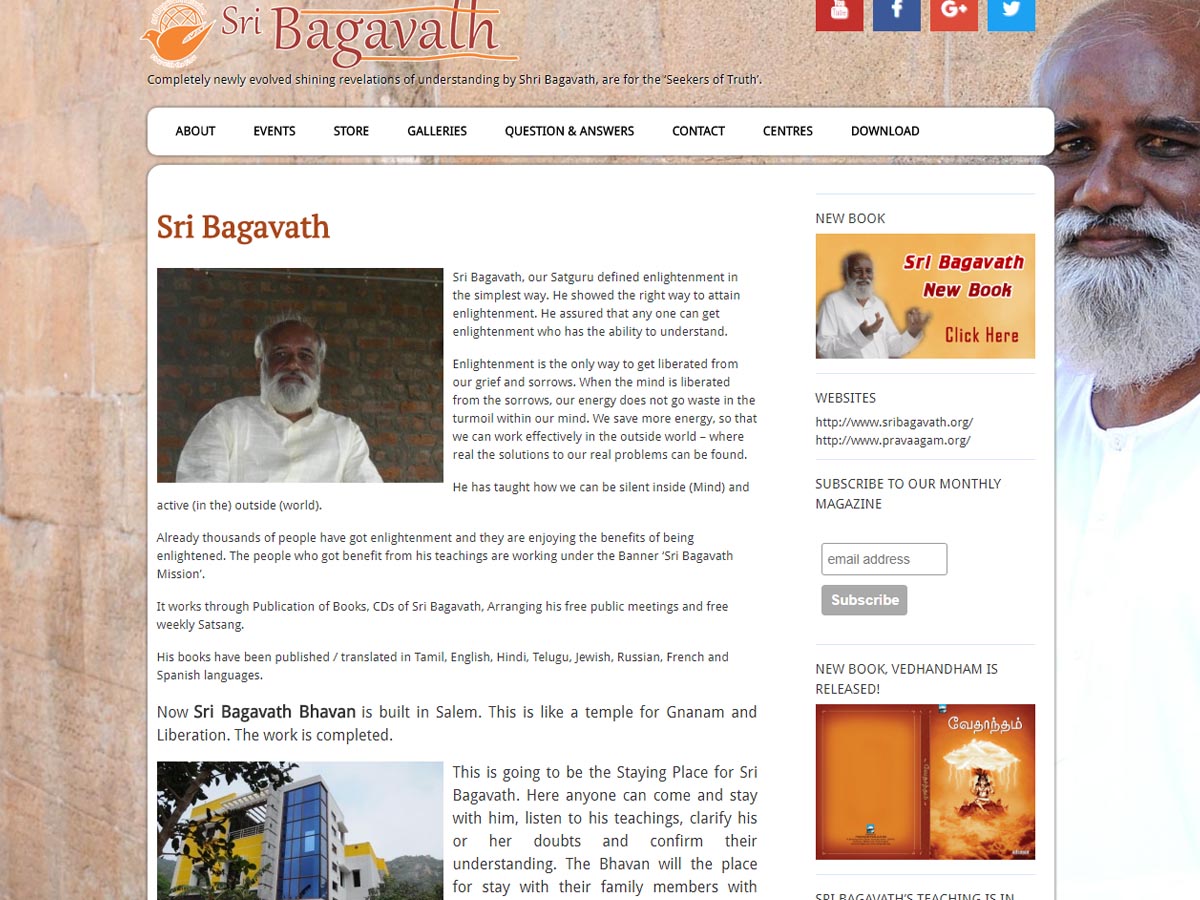 Sri Bagavath
Completely newly evolved shining revelations of understanding by Shri Bagavath, are for the 'Seekers of Truth'.
ABOUT EVENTS STORE GALLERIES QUESTION & ANSWERS CONTACT CENTRES DOWNLOAD
Sri Bagavath
Sri Bagavath, our Satguru defined enlightenment in
the simplest way. He showed the right way to attain
enlightenment. He assured that any one can get
enlightenment who has the ability to understand.
Enlightenment is the only way to get liberated from
our grief and sorrows. When the mind is liberated
from the sorrows, our energy does not go waste in the
turmoil within our mind. We save more energy, so that
we can work effectively in the outside world – where
real the solutions to our real problems can be found.
He has taught how we can be silent inside (Mind) and
active (in the) outside (world).
Already thousands of people have got enlightenment and they are enjoying the benefits of being
enlightened. The people who got benefit from his teachings are working under the Banner ‘Sri Bagavath
Mission’.
It works through Publication of Books, CDs of Sri Bagavath, Arranging his free public meetings and free
weekly Satsang.
His books have been published / translated in Tamil, English, Hindi, Telugu, Jewish, Russian, French and
Spanish languages.
Now Sri Bagavath Bhavan is built in Salem. This is like a temple for Gnanam and
Liberation. The work is completed.
This is going to be the Staying Place for Sri
Bagavath. Here anyone can come and stay
with him, listen to his teachings, clarify his
or her doubts and confirm their
understanding. The Bhavan will the place
for stay with their family members with
NEW BOOK
Sri Bagavath
New Book
Click Here
WEBSITES
http://www.sribagavath.org/
http://www.pravaagam.org/
SUBSCRIBE TO OUR MONTHLY
MAGAZINE
email address
Subscribe
NEW BOOK, VEDHANDHAM IS
RELEASED!
வேதாந்தம்
SRI BAGAVATH'S TEACHING IS IN